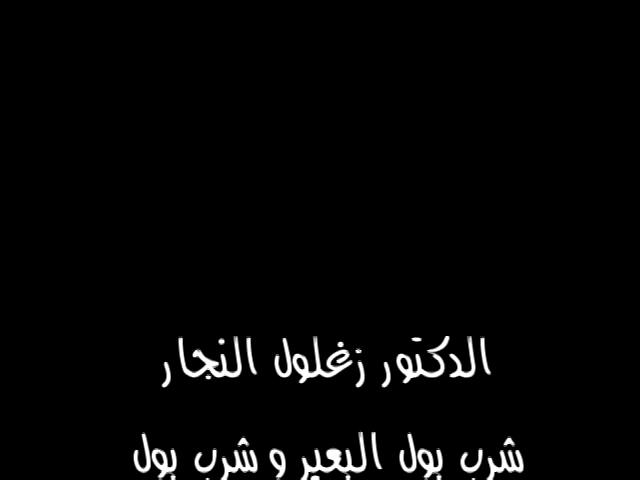 الدكتور زغلول النجار
شرب بول البعير و شرب بول